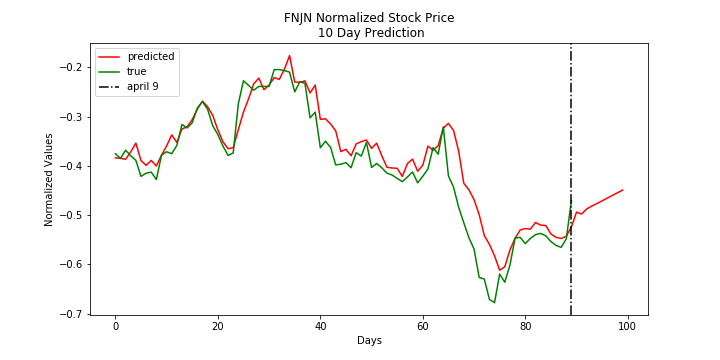 FNJN Normalized Stock Price
10 Day Prediction
predicted
true
april 9
Normalized Values
−0.2
−0.3
−0.4
−0.5
−0.6
−0.7
0 20 40 60 80 100
Days